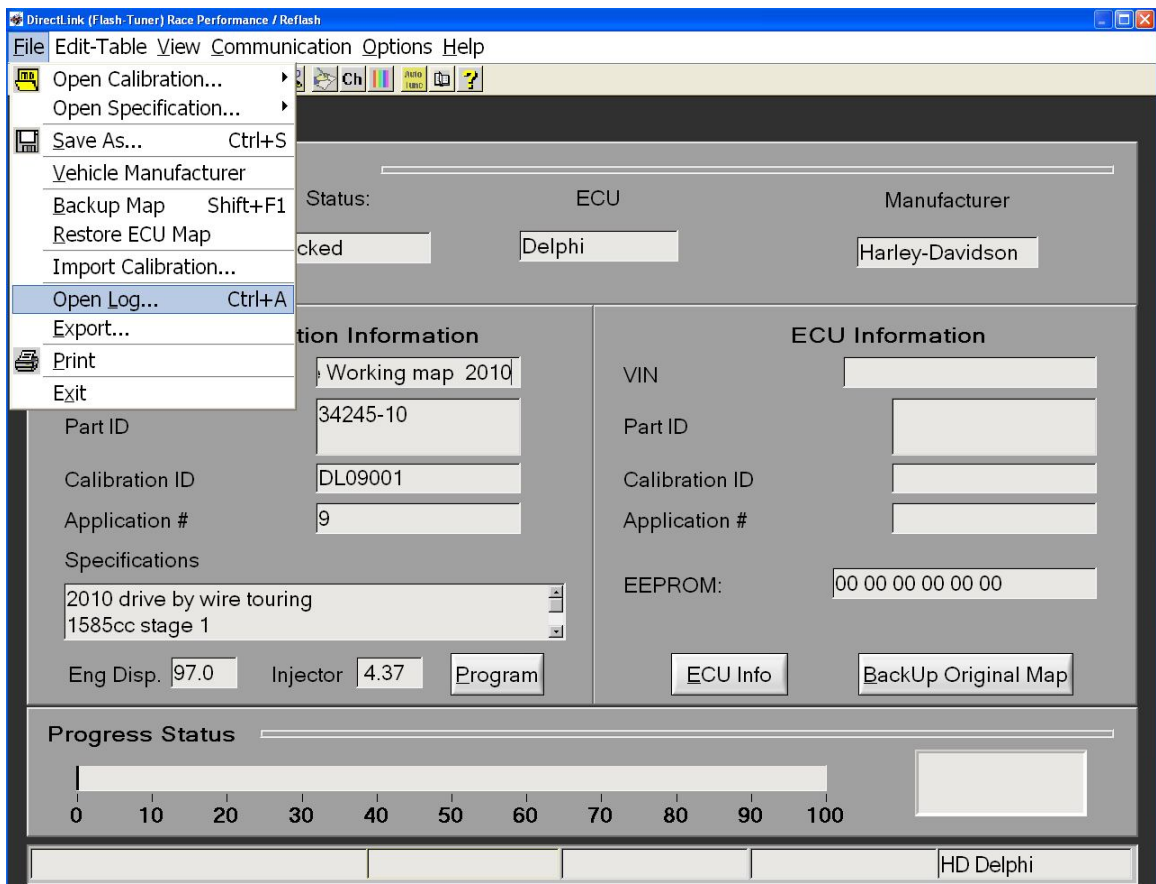 DirectLink (Flash-Tuner) Race Performance / Reflash
File Edit-Table View Communication Options Help
Ch Auto Tune ?
Open Calibration...
Open Specification...
Save As... Ctrl+S
Vehicle Manufacturer
Backup Map Shift+F1
Restore ECU Map
Import Calibration...
Open Log... Ctrl+A
Export...
Print
Exit
Status: ECU Manufacturer
cked Delphi Harley-Davidson
tion Information
Working map 2010
Part ID 34245-10
Calibration ID DL09001
Application # 9
Specifications
2010 drive by wire touring
1585cc stage 1
Eng Disp. 97.0 Injector 4.37 Program
ECU Information
VIN
Part ID
Calibration ID
Application #
EEPROM: 00 00 00 00 00 00
ECU Info BackUp Original Map
Progress Status
0 10 20 30 40 50 60 70 80 90 100
HD Delphi